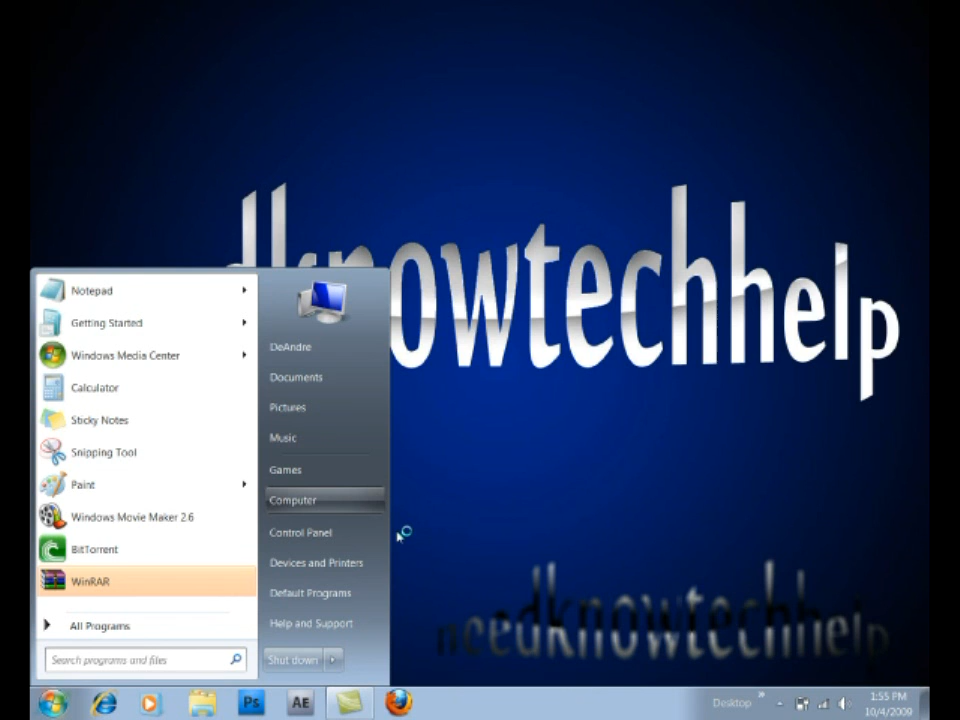 dknowtechhelp
Notepad
Getting Started
Windows Media Center
Calculator
Sticky Notes
Snipping Tool
Paint
Windows Movie Maker 2.6
BitTorrent
WinRAR
All Programs
Search programs and files
DeAndre
Documents
Pictures
Music
Games
Computer
Control Panel
Devices and Printers
Default Programs
Help and Support
Shut down
needknowtechhelp
Ps
AE
Desktop
»
1:55 PM
10/4/2009